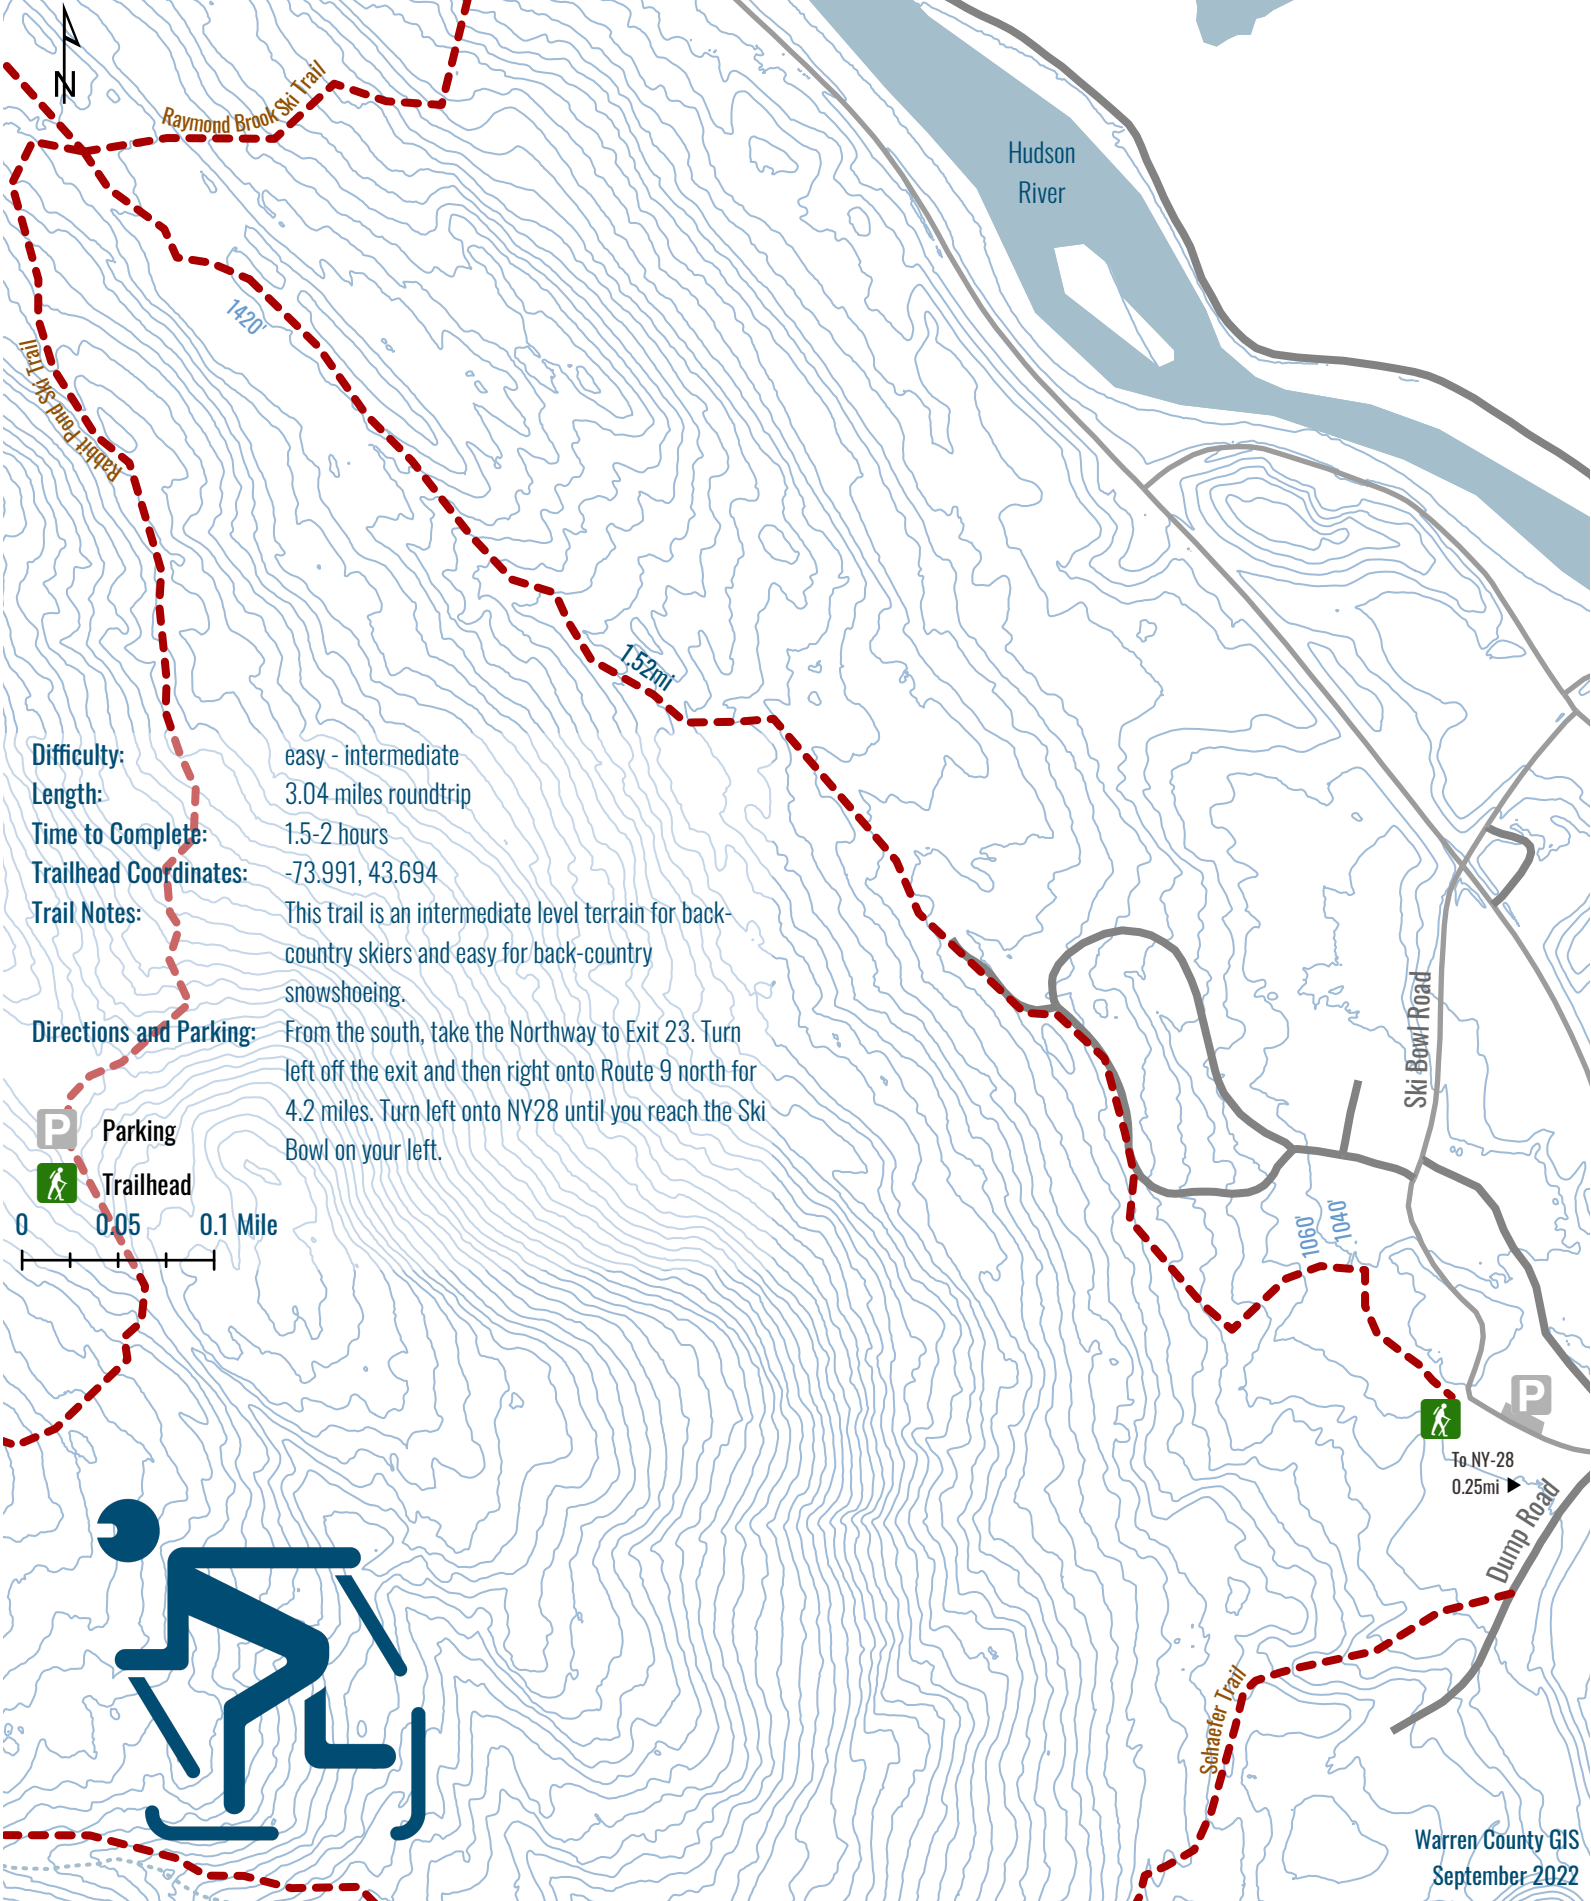 N
Raymond Brook Ski Trail
Hudson
River
1420'
Rabbit Pond Ski Trail
1.52mi
Difficulty: easy - intermediate
Length: 3.04 miles roundtrip
Time to Complete: 1.5-2 hours
Trailhead Coordinates: -73.991, 43.694
Trail Notes: This trail is an intermediate level terrain for back-
country skiers and easy for back-country
snowshoeing.
Directions and Parking: From the south, take the Northway to Exit 23. Turn
left off the exit and then right onto Route 9 north for
4.2 miles. Turn left onto NY28 until you reach the Ski
Bowl on your left.
P Parking
Trailhead
0 0.05 0.1 Mile
Ski Bowl Road
1060'
1040'
P
To NY-28
0.25mi
Dump Road
Schaefer Trail
Warren County GIS
September 2022